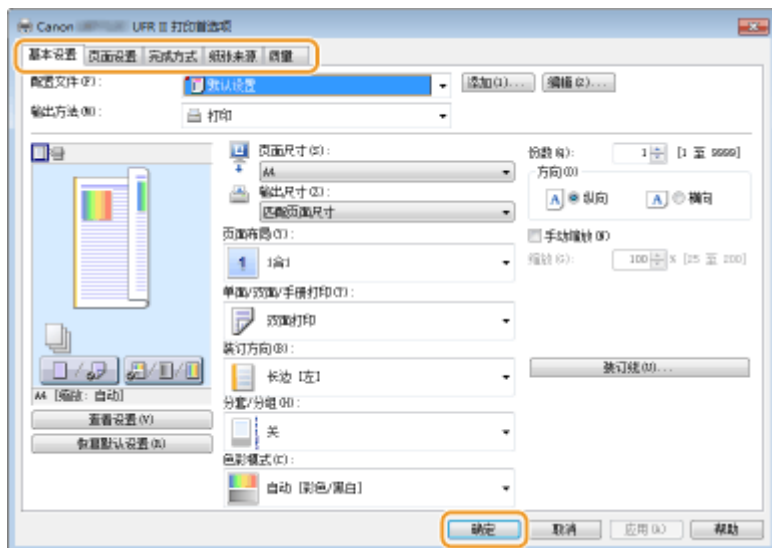 Canon UFR II 打印首选项
基本设置 页面设置 完成方式 纸张来源 质量
配置文件(F): 默认设置 添加(1)... 编辑(2)...
输出方法(M): 打印
页面尺寸(S): 份数(Q): 1 [1 至 9999]
A4 方向(O)
输出尺寸(Z): A 纵向 A 横向
匹配页面尺寸
页面布局(Y): 手动缩放(N)
1 1合1 缩放(G): 100 % [25 至 200]
单面/双面/手册打印(T):
双面打印
装订方向(B):
长边 [左] 装订线(U)...
A4 [缩放: 自动]
分套/分组(H):
查看设置(V) 关
恢复默认设置(R)
色彩模式(C):
自动 [彩色/黑白]
确定 取消 应用(A) 帮助